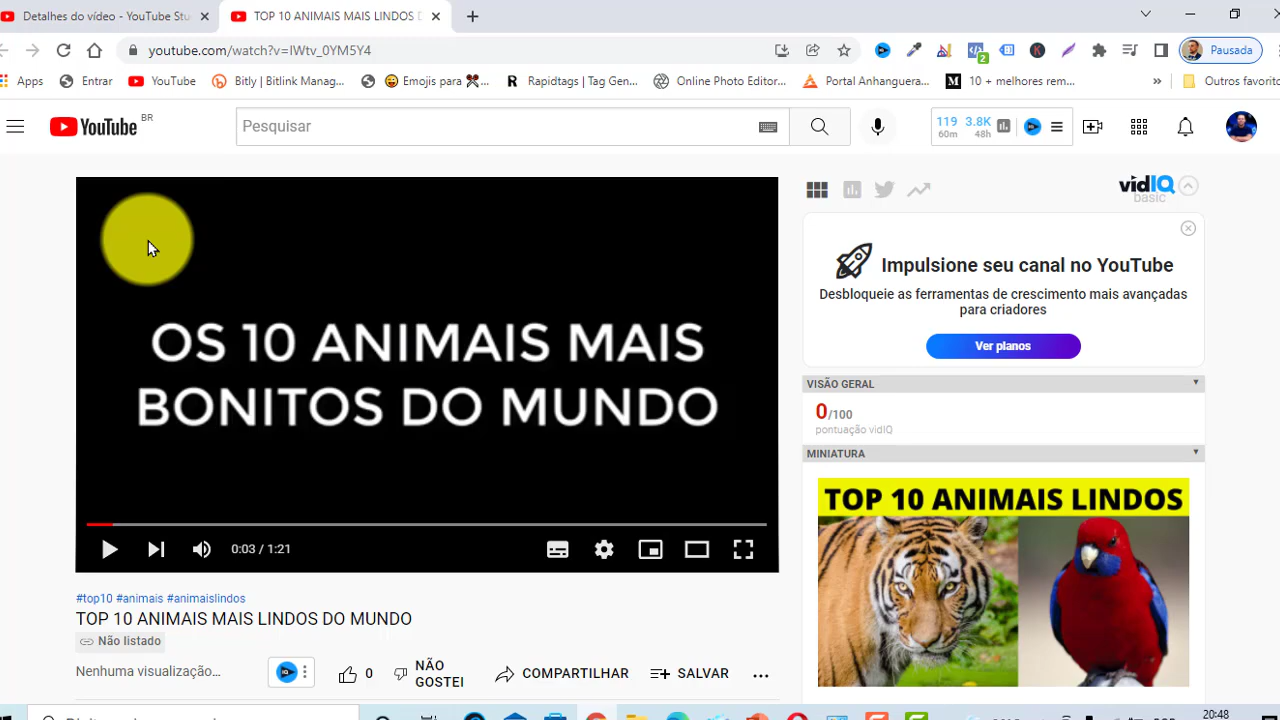 Detalhes do vídeo - YouTube Stu
TOP 10 ANIMAIS MAIS LINDOS D
youtube.com/watch?v=IWtv_0YM5Y4
2
Pausada
Apps
Entrar
YouTube
Bitly | Bitlink Manag...
Emojis para
Rapidtags | Tag Gen...
Online Photo Editor...
Portal Anhanguera...
10 + melhores rem...
»
Outros favorito
YouTube BR
Pesquisar
119 3.8K
60m 48h
vidIQ
basic
Impulsione seu canal no YouTube
Desbloqueie as ferramentas de crescimento mais avançadas
para criadores
Ver planos
OS 10 ANIMAIS MAIS
BONITOS DO MUNDO
VISÃO GERAL
0/100
pontuação vidIQ
MINIATURA
TOP 10 ANIMAIS LINDOS
0:03 / 1:21
#top10 #animais #animaislindos
TOP 10 ANIMAIS MAIS LINDOS DO MUNDO
Não listado
Nenhuma visualização...
0
NÃO
GOSTEI
COMPARTILHAR
SALVAR
20:48